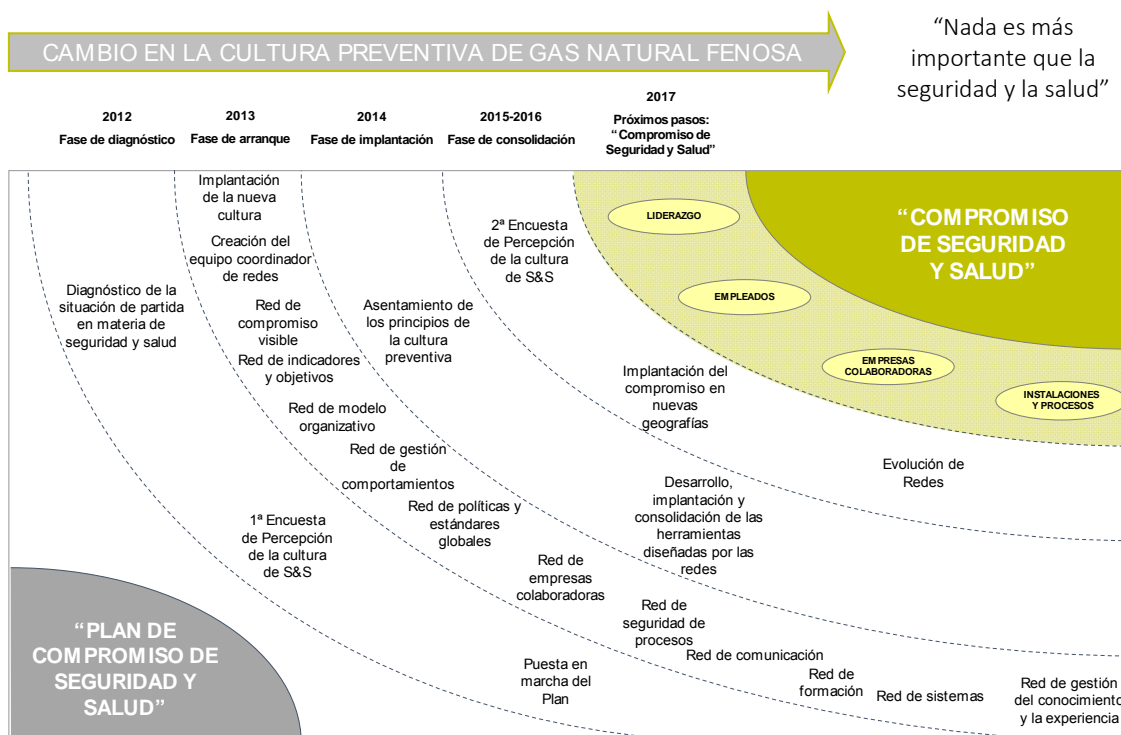 CAMBIO EN LA CULTURA PREVENTIVA DE GAS NATURAL FENOSA
“Nada es más
importante que la
seguridad y la salud”
2012
Fase de diagnóstico
2013
Fase de arranque
2014
Fase de implantación
2015-2016
Fase de consolidación
2017
Próximos pasos:
“Compromiso de
Seguridad y Salud”
Diagnóstico de la
situación de partida
en materia de
seguridad y salud
1ª Encuesta
de Percepción
de la cultura
de S&S
Puesta en
marcha del
Plan
Implantación
de la nueva
cultura
Creación del
equipo coordinador
de redes
Red de
compromiso
visible
Red de indicadores
y objetivos
Red de modelo
organizativo
Red de gestión
de
comportamientos
Red de políticas y
estándares
globales
Red de
empresas
colaboradoras
Red de
seguridad de
procesos
Red de comunicación
Red de
formación
Red de sistemas
Red de gestión
del conocimiento
y la experiencia
Asentamiento de
los principios de
la cultura
preventiva
Desarrollo,
implantación y
consolidación de las
herramientas
diseñadas por las
redes
2ª Encuesta
de Percepción
de la cultura
de S&S
Implantación del
compromiso en
nuevas
geografías
Evolución de
Redes
LIDERAZGO
EMPLEADOS
EMPRESAS
COLABORADORAS
INSTALACIONES
Y PROCESOS
“COMPROMISO
DE SEGURIDAD
Y SALUD”
“PLAN DE
COMPROMISO DE
SEGURIDAD Y
SALUD”